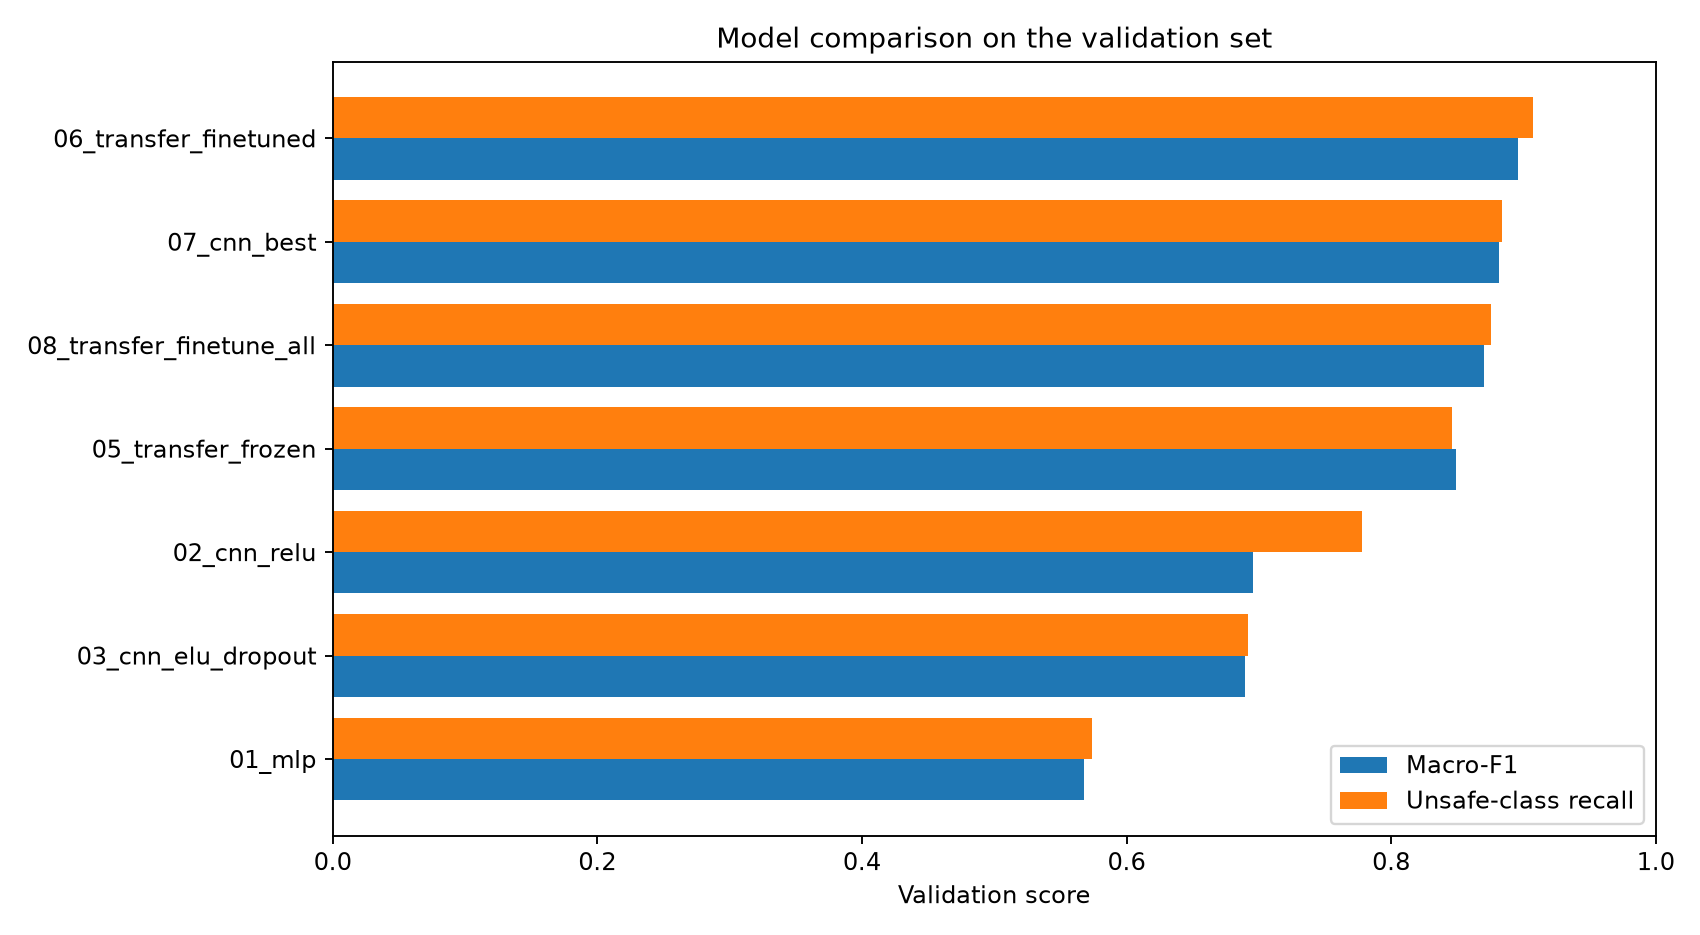 Model comparison on the validation set
06_transfer_finetuned
07_cnn_best
08_transfer_finetune_all
05_transfer_frozen
02_cnn_relu
03_cnn_elu_dropout
01_mlp
Macro-F1
Unsafe-class recall
0.0 0.2 0.4 0.6 0.8 1.0
Validation score